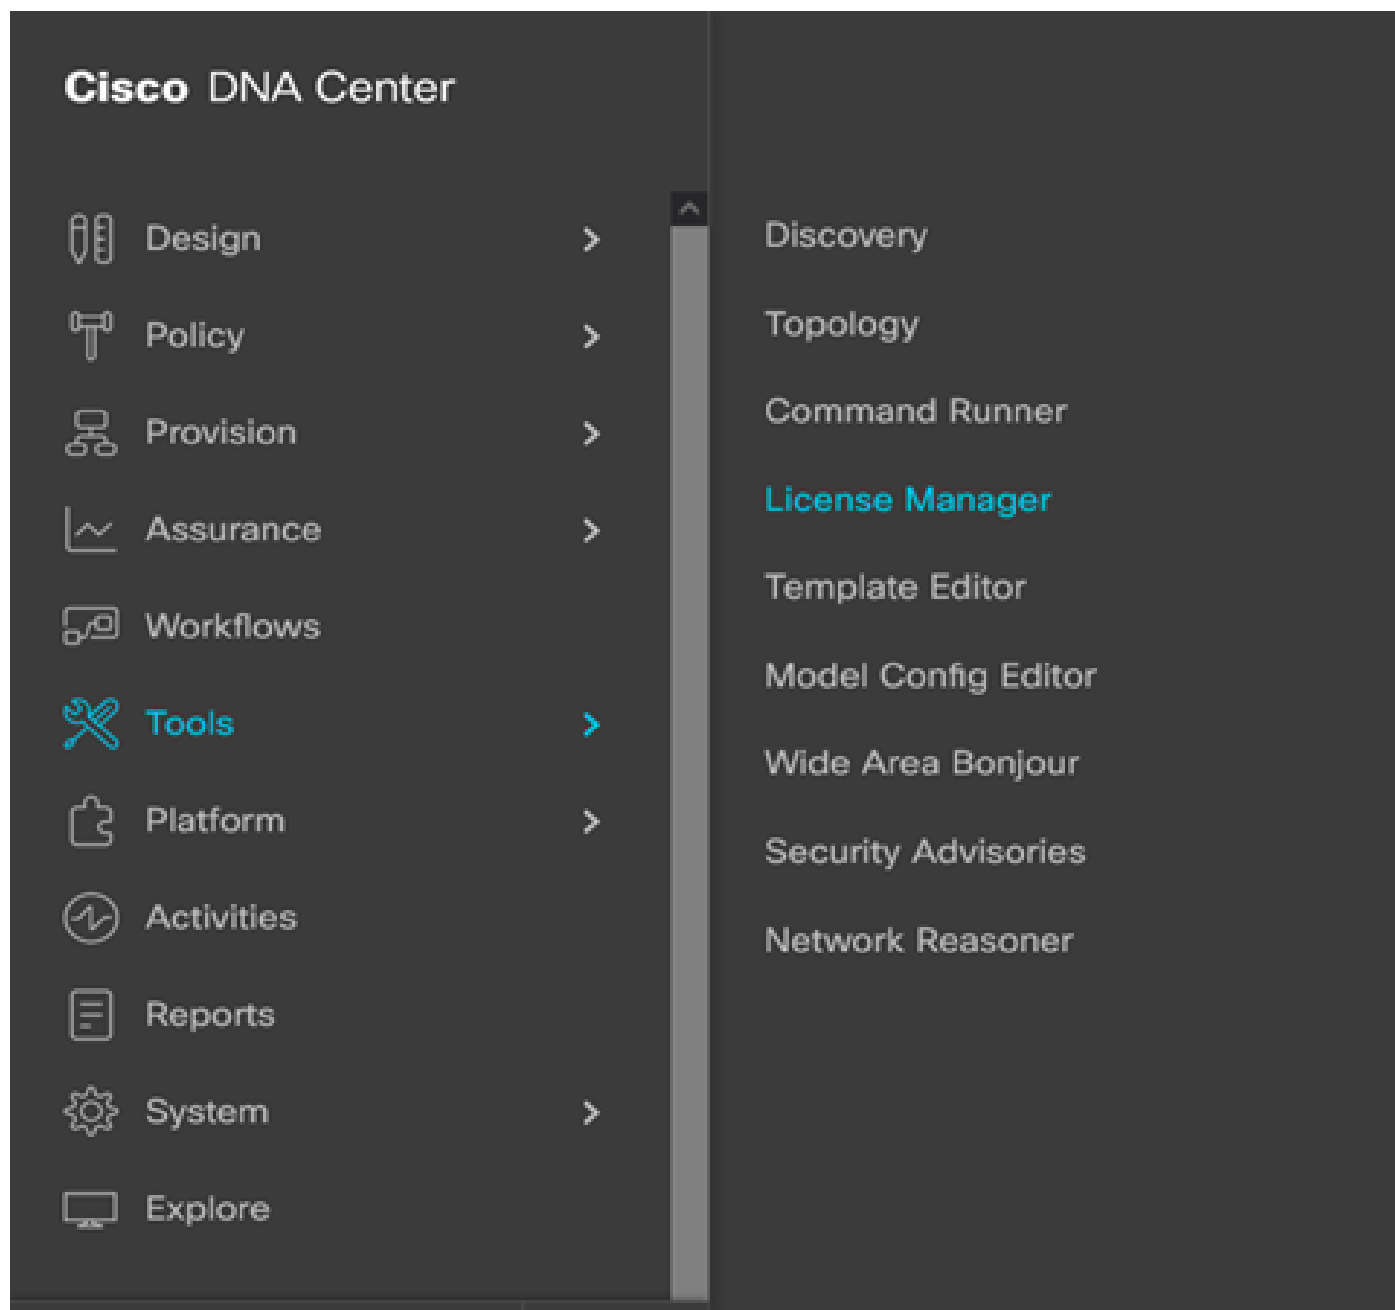 Cisco DNA Center
Design
Policy
Provision
Assurance
Workflows
Tools
Platform
Activities
Reports
System
Explore
Discovery
Topology
Command Runner
License Manager
Template Editor
Model Config Editor
Wide Area Bonjour
Security Advisories
Network Reasoner